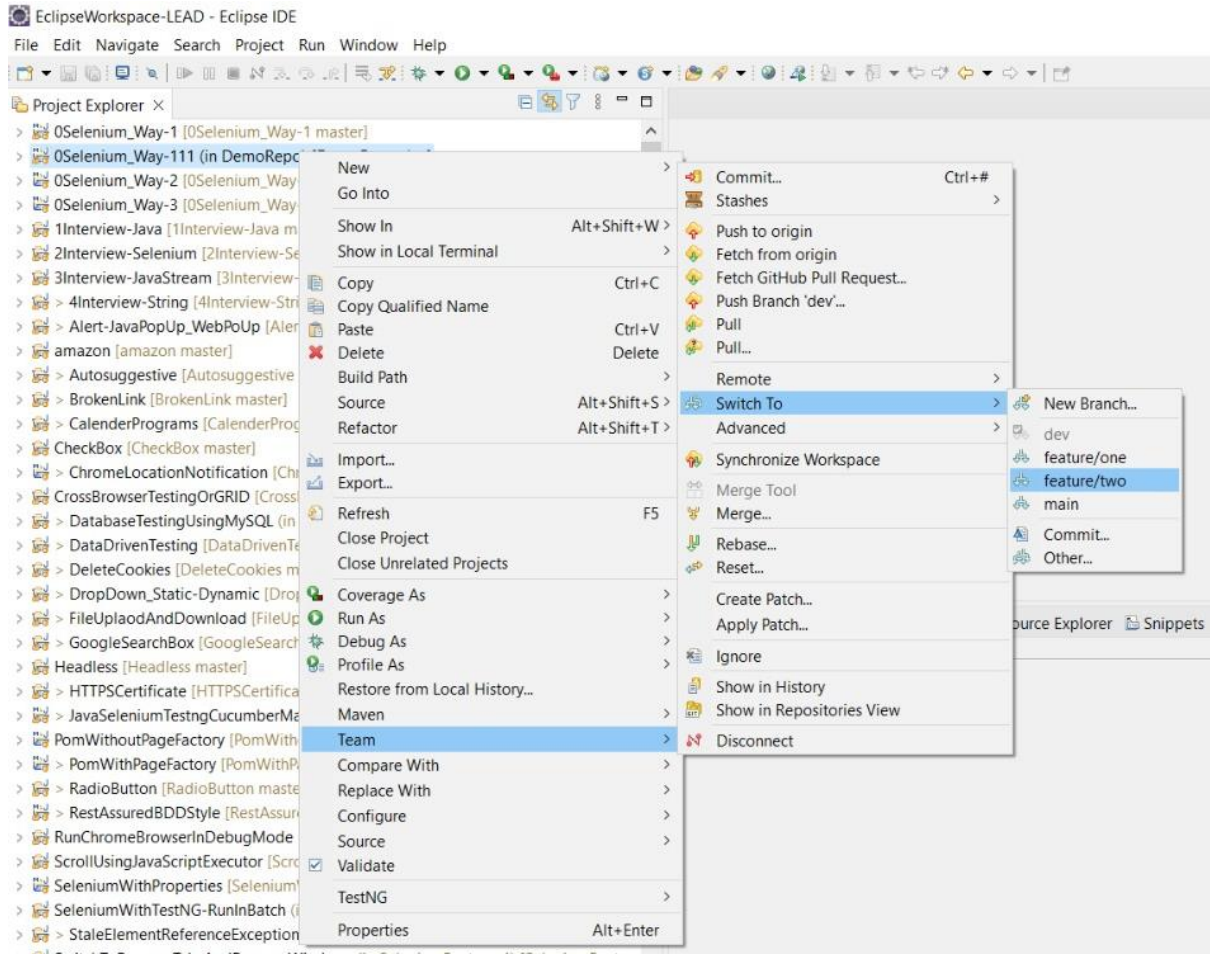 EclipseWorkspace-LEAD - Eclipse IDE
File Edit Navigate Search Project Run Window Help
Project Explorer ×
0Selenium_Way-1 [0Selenium_Way-1 master]
0Selenium_Way-111 (in DemoRepo
0Selenium_Way-2 [0Selenium_Way
0Selenium_Way-3 [0Selenium_Way
1Interview-Java [1Interview-Java m
2Interview-Selenium [2Interview-Se
3Interview-JavaStream [3Interview-
> 4Interview-String [4Interview-Stri
> Alert-JavaPopUp_WebPoUp [Aler
amazon [amazon master]
> Autosuggestive [Autosuggestive
> BrokenLink [BrokenLink master]
> CalenderPrograms [CalenderProg
CheckBox [CheckBox master]
> ChromeLocationNotification [Chr
CrossBrowserTestingOrGRID [Cross
> DatabaseTestingUsingMySQL (in
> DataDrivenTesting [DataDrivenTe
> DeleteCookies [DeleteCookies m
> DropDown_Static-Dynamic [Drop
> FileUplaodAndDownload [FileUp
> GoogleSearchBox [GoogleSearch
Headless [Headless master]
> HTTPSCertificate [HTTPSCertifica
> JavaSeleniumTestngCucumberMa
PomWithoutPageFactory [PomWith
> PomWithPageFactory [PomWithPa
> RadioButton [RadioButton maste
> RestAssuredBDDStyle [RestAssure
RunChromeBrowserInDebugMode
ScrollUsingJavaScriptExecutor [Scro
SeleniumWithProperties [Selenium
SeleniumWithTestNG-RunInBatch (i
> StaleElementReferenceException
New
Go Into
Show In Alt+Shift+W >
Show in Local Terminal
Copy Ctrl+C
Copy Qualified Name
Paste Ctrl+V
Delete Delete
Build Path
Source Alt+Shift+S >
Refactor Alt+Shift+T >
Import...
Export...
Refresh F5
Close Project
Close Unrelated Projects
Coverage As
Run As
Debug As
Profile As
Restore from Local History...
Maven
Team
Compare With
Replace With
Configure
Source
Validate
TestNG
Properties Alt+Enter
Commit... Ctrl+#
Stashes
Push to origin
Fetch from origin
Fetch GitHub Pull Request...
Push Branch 'dev'...
Pull
Pull...
Remote
Switch To
Advanced
Synchronize Workspace
Merge Tool
Merge...
Rebase...
Reset...
Create Patch...
Apply Patch...
Ignore
Show in History
Show in Repositories View
Disconnect
New Branch...
dev
feature/one
feature/two
main
Commit...
Other...
ource Explorer Snippets